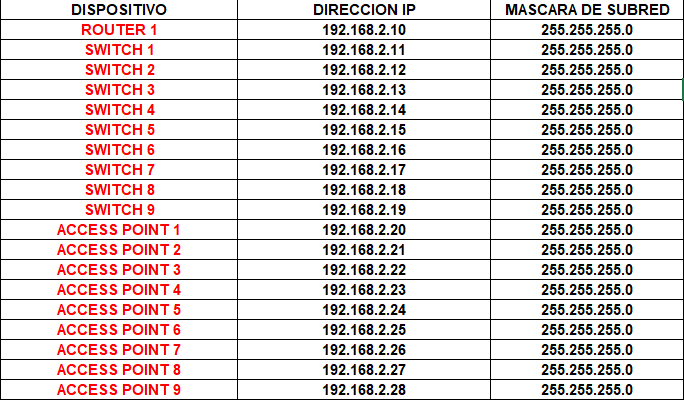 DISPOSITIVO DIRECCION IP MASCARA DE SUBRED
ROUTER 1 192.168.2.10 255.255.255.0
SWITCH 1 192.168.2.11 255.255.255.0
SWITCH 2 192.168.2.12 255.255.255.0
SWITCH 3 192.168.2.13 255.255.255.0
SWITCH 4 192.168.2.14 255.255.255.0
SWITCH 5 192.168.2.15 255.255.255.0
SWITCH 6 192.168.2.16 255.255.255.0
SWITCH 7 192.168.2.17 255.255.255.0
SWITCH 8 192.168.2.18 255.255.255.0
SWITCH 9 192.168.2.19 255.255.255.0
ACCESS POINT 1 192.168.2.20 255.255.255.0
ACCESS POINT 2 192.168.2.21 255.255.255.0
ACCESS POINT 3 192.168.2.22 255.255.255.0
ACCESS POINT 4 192.168.2.23 255.255.255.0
ACCESS POINT 5 192.168.2.24 255.255.255.0
ACCESS POINT 6 192.168.2.25 255.255.255.0
ACCESS POINT 7 192.168.2.26 255.255.255.0
ACCESS POINT 8 192.168.2.27 255.255.255.0
ACCESS POINT 9 192.168.2.28 255.255.255.0